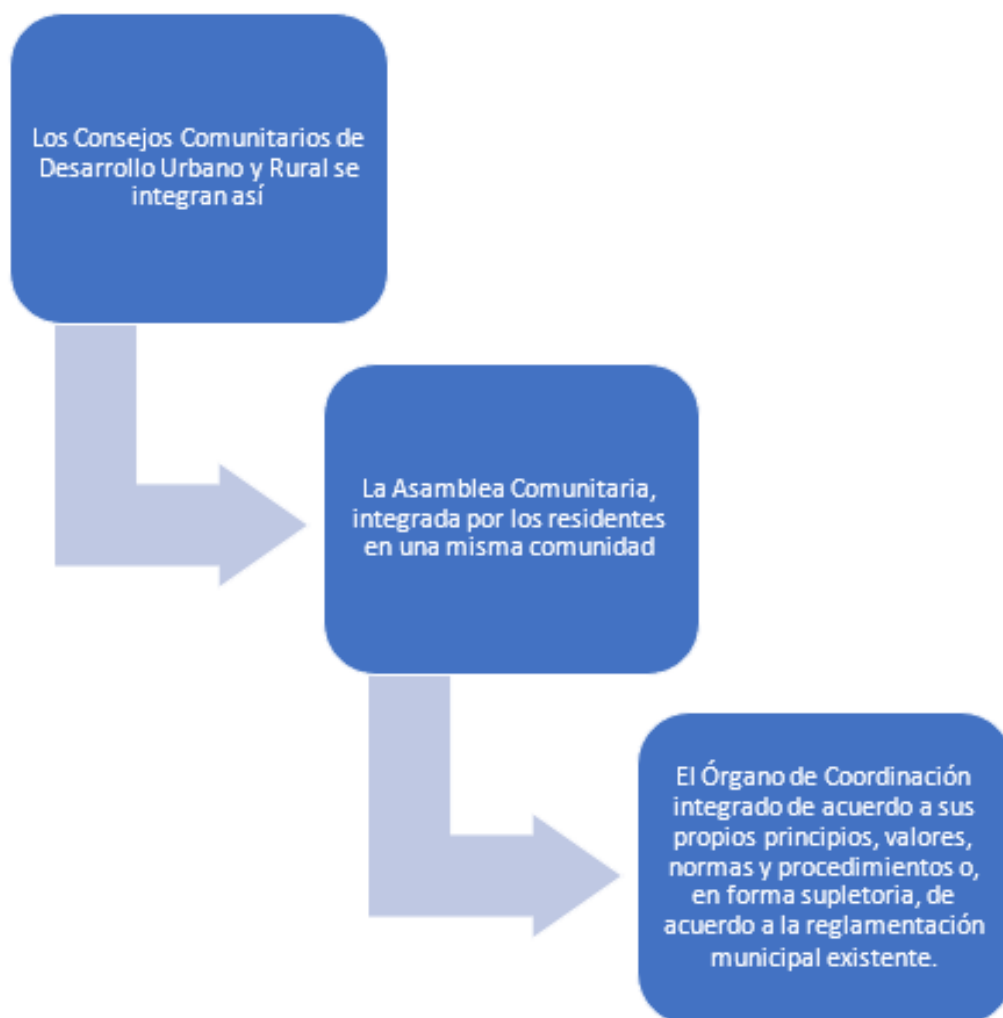 Los Consejos Comunitarios de
Desarrollo Urbano y Rural se
integran así
La Asamblea Comunitaria,
integrada por los residentes
en una misma comunidad
El Órgano de Coordinación
integrado de acuerdo a sus
propios principios, valores,
normas y procedimientos o,
en forma supletoria, de
acuerdo a la reglamentación
municipal existente.